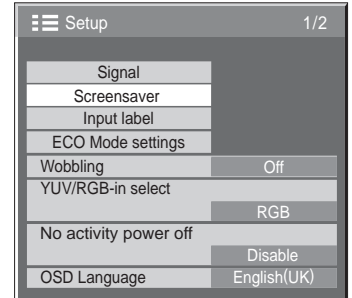 Setup 1/2
Signal
Screensaver
Input label
ECO Mode settings
Wobbling Off
YUV/RGB-in select
RGB
No activity power off
Disable
OSD Language English(UK)